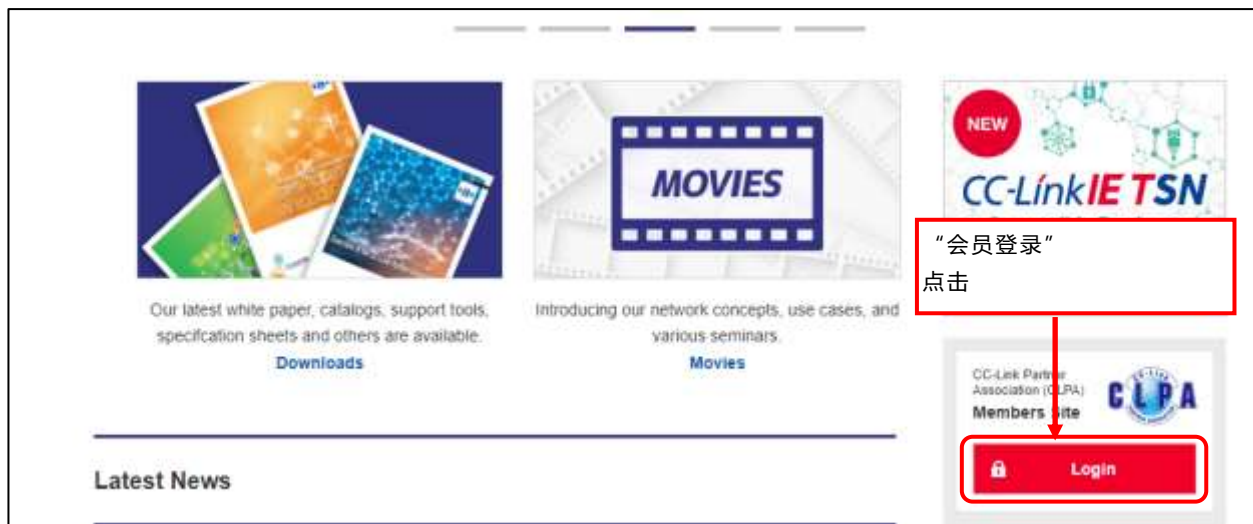 MOVIES
NEW
CC-LinkIE TSN
“会员登录”
点击
Our latest white paper, catalogs, support tools,
specifcation sheets and others are available.
Downloads
Introducing our network concepts, use cases, and
various seminars.
Movies
CC-Link Partner
Association (CLPA)
Members Site
CLPA
Login
Latest News